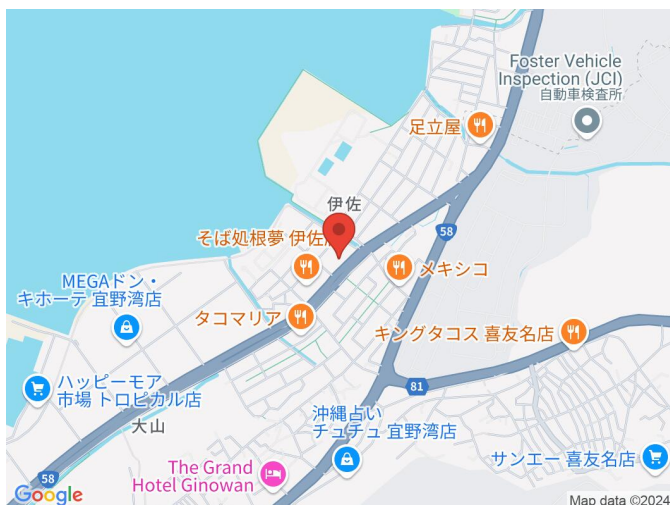 Foster Vehicle
Inspection (JCI)
自動車検査所
足立屋
伊佐
58
そば処根夢 伊佐
メキシコ
MEGAドン・
キホーテ 宜野湾店
タコマリア
キングタコス 喜友名店
81
ハッピーモア
市場 トロピカル店
大山
沖縄占い
チュチュ 宜野湾店
サンエー 喜友名店
The Grand
Hotel Ginowan
58
Google
Map data ©2024